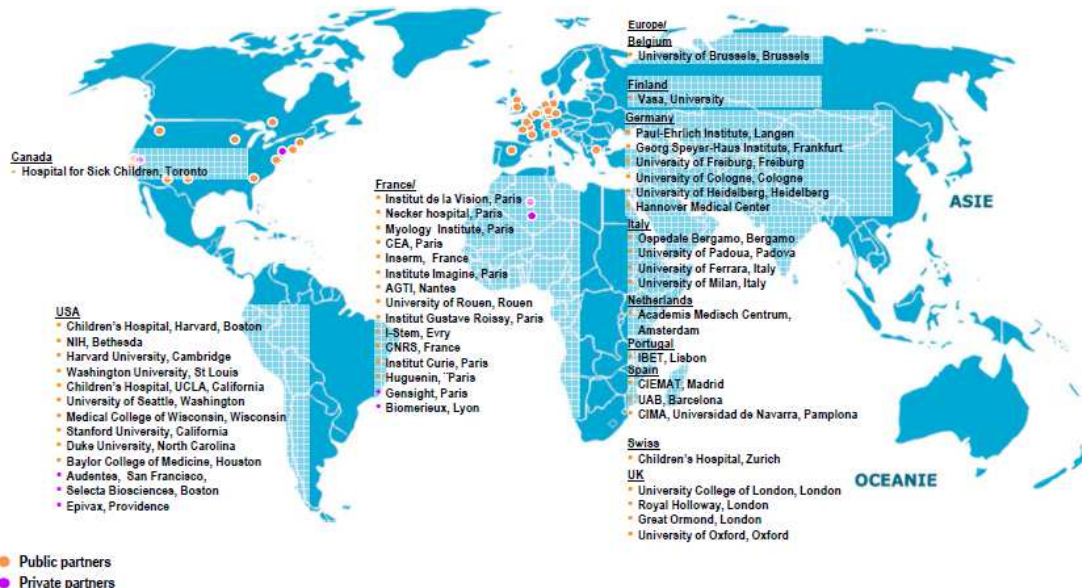 Canada
Hospital for Sick Children, Toronto
USA
Children's Hospital, Harvard, Boston
NIH, Bethesda
Harvard University, Cambridge
Washington University, St Louis
Children's Hospital, UCLA, California
University of Seattle, Washington
Medical College of Wisconsin, Wisconsin
Stanford University, California
Duke University, North Carolina
Baylor College of Medicine, Houston
Audentes, San Francisco,
Selecta Biosciences, Boston
Epivax, Providence
France/
Institut de la Vision, Paris
Necker hospital, Paris
Myology Institute, Paris
CEA, Paris
Inserm, France
Institute Imagine, Paris
AGTI, Nantes
University of Rouen, Rouen
Institut Gustave Roissy, Paris
I-Stem, Evry
CNRS, France
Institut Curie, Paris
Huguenin, ¨Paris
Gensight, Paris
Biomerieux, Lyon
Europe/
Belgium
University of Brussels, Brussels
Finland
Vasa, University
Germany
Paul-Ehrlich Institute, Langen
Georg Speyer-Haus Institute, Frankfurt
University of Freiburg, Freiburg
University of Cologne, Cologne
University of Heidelberg, Heidelberg
Hannover Medical Center
Italy
Ospedale Bergamo, Bergamo
University of Padoua, Padova
University of Ferrara, Italy
University of Milan, Italy
Netherlands
Academis Medisch Centrum,
Amsterdam
Portugal
IBET, Lisbon
Spain
CIEMAT, Madrid
UAB, Barcelona
CIMA, Universidad de Navarra, Pamplona
Swiss
Children's Hospital, Zurich
UK
University College of London, London
Royal Holloway, London
Great Ormond, London
University of Oxford, Oxford
ASIE
OCEANIE
Public partners
Private partners